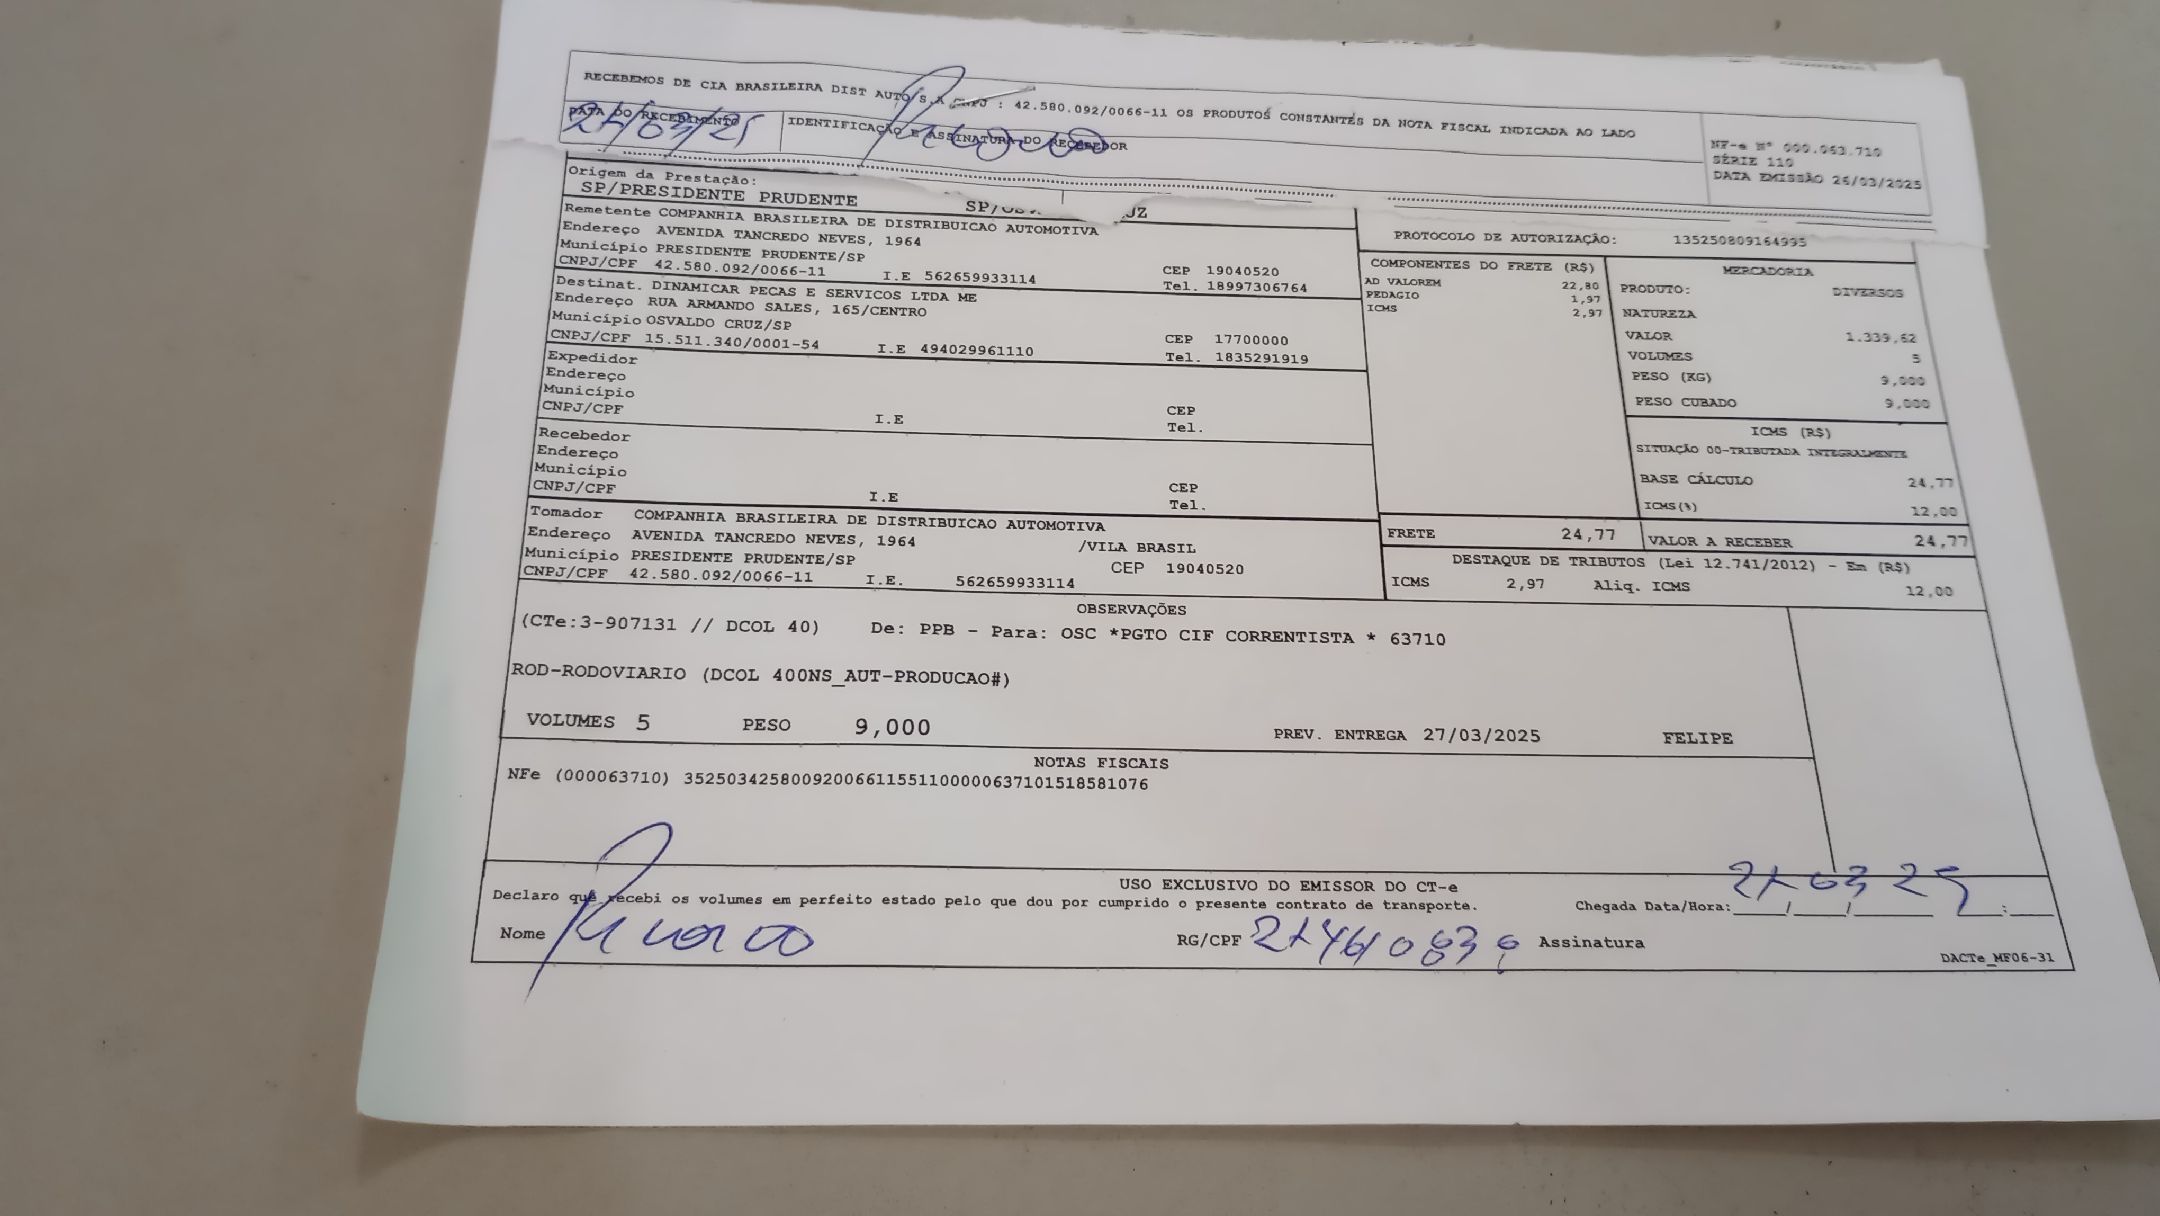 RECEBEMOS DE CIA BRASILEIRA DIST AUTO S.A CNPJ : 42.580.092/0066-11 OS PRODUTOS CONSTANTES DA NOTA FISCAL INDICADA AO LADO
DATA DO RECEBIMENTO
27/03/25
IDENTIFICAÇÃO E ASSINATURA DO RECEBEDOR
NF-e Nº 000.063.710
SÉRIE 110
DATA EMISSÃO 26/03/2025
Origem da Prestação:
SP/PRESIDENTE PRUDENTE
Remetente COMPANHIA BRASILEIRA DE DISTRIBUICAO AUTOMOTIVA
Endereço AVENIDA TANCREDO NEVES, 1964
Município PRESIDENTE PRUDENTE/SP
CNPJ/CPF 42.580.092/0066-11 I.E 562659933114
CEP 19040520
Tel. 18997306764
Destinat. DINAMICAR PECAS E SERVICOS LTDA ME
Endereço RUA ARMANDO SALES, 165/CENTRO
Município OSVALDO CRUZ/SP
CNPJ/CPF 15.511.340/0001-54 I.E 494029961110
CEP 17700000
Tel. 1835291919
Expedidor
Endereço
Município
CNPJ/CPF I.E
CEP
Tel.
Recebedor
Endereço
Município
CNPJ/CPF I.E
CEP
Tel.
Tomador COMPANHIA BRASILEIRA DE DISTRIBUICAO AUTOMOTIVA
Endereço AVENIDA TANCREDO NEVES, 1964 /VILA BRASIL
Município PRESIDENTE PRUDENTE/SP CEP 19040520
CNPJ/CPF 42.580.092/0066-11 I.E. 562659933114
PROTOCOLO DE AUTORIZAÇÃO: 135250809164995
COMPONENTES DO FRETE (R$)
AD VALOREM 22,80
PEDAGIO 1,97
ICMS 2,97
MERCADORIA
PRODUTO: DIVERSOS
NATUREZA
VALOR 1.339,62
VOLUMES 5
PESO (KG) 9,000
PESO CUBADO 9,000
ICMS (R$)
SITUAÇÃO 00-TRIBUTADA INTEGRALMENTE
BASE CÁLCULO 24,77
ICMS(%) 12,00
FRETE 24,77
VALOR A RECEBER 24,77
DESTAQUE DE TRIBUTOS (Lei 12.741/2012) - Em (R$)
ICMS 2,97 Aliq. ICMS 12,00
OBSERVAÇÕES
(CTe:3-907131 // DCOL 40) De: PPB - Para: OSC *PGTO CIF CORRENTISTA * 63710
ROD-RODOVIARIO (DCOL 400NS_AUT-PRODUCAO#)
VOLUMES 5 PESO 9,000 PREV. ENTREGA 27/03/2025 FELIPE
NOTAS FISCAIS
NFe (000063710) 35250342580092006611551100000637101518581076
USO EXCLUSIVO DO EMISSOR DO CT-e
Declaro que recebi os volumes em perfeito estado pelo que dou por cumprido o presente contrato de transporte.
Chegada Data/Hora: 27 03 25
Nome
RG/CPF
Assinatura
DACTe_MF06-31